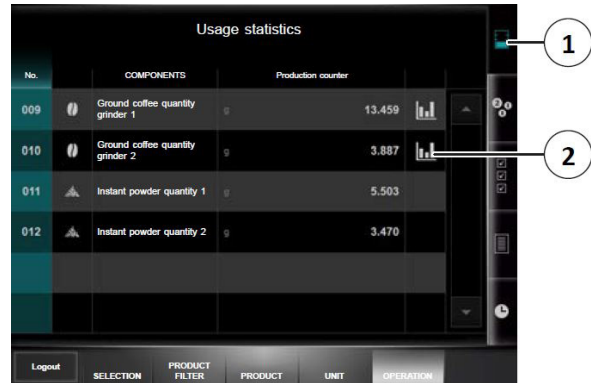 Usage statistics
1
No.
COMPONENTS
Production counter
009
Ground coffee quantity
grinder 1
g
13.459
010
Ground coffee quantity
grinder 2
g
3.887
2
011
Instant powder quantity 1
g
5.503
012
Instant powder quantity 2
g
3.470
Logout
SELECTION
PRODUCT
FILTER
PRODUCT
UNIT
OPERATION